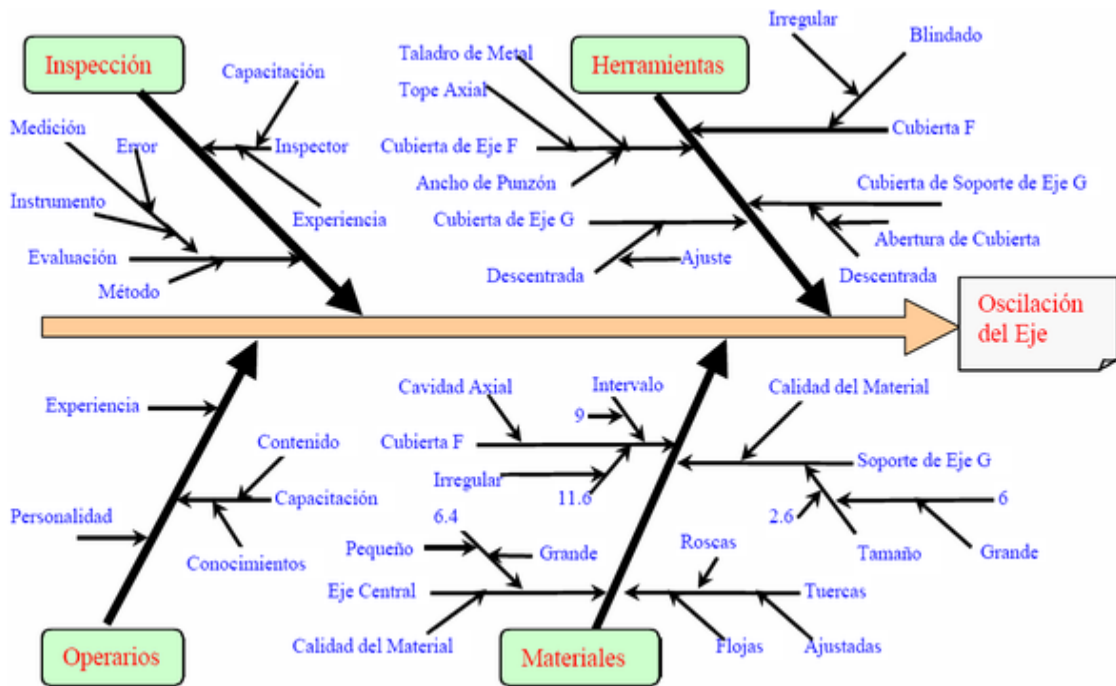 Inspección
Capacitación
Medición
Error
Inspector
Instrumento
Experiencia
Evaluación
Método
Herramientas
Irregular
Blindado
Taladro de Metal
Tope Axial
Cubierta F
Cubierta de Eje F
Ancho de Punzón
Cubierta de Soporte de Eje G
Cubierta de Eje G
Abertura de Cubierta
Ajuste
Descentrada
Descentrada
Oscilación
del Eje
Experiencia
Contenido
Capacitación
Personalidad
Conocimientos
Operarios
Cavidad Axial
Intervalo
9
Calidad del Material
Cubierta F
Soporte de Eje G
Irregular
11.6
6
2.6
6.4
Tamaño
Grande
Pequeño
Grande
Roscas
Eje Central
Tuercas
Calidad del Material
Flojas
Ajustadas
Materiales